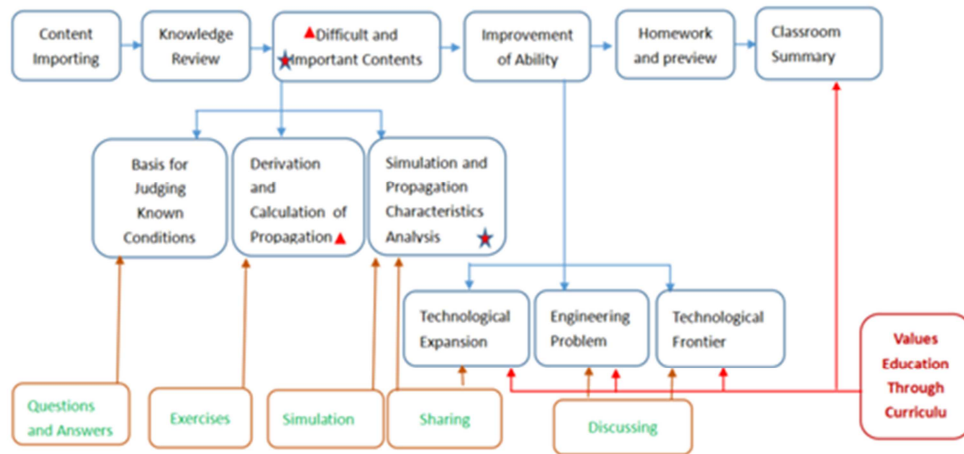 Content
Importing
Knowledge
Review
Difficult and
Important Contents
Improvement
of Ability
Homework
and preview
Classroom
Summary
Basis for
Judging
Known
Conditions
Derivation
and
Calculation of
Propagation
Simulation and
Propagation
Characteristics
Analysis
Technological
Expansion
Engineering
Problem
Technological
Frontier
Values
Education
Through
Curriculu
Questions
and Answers
Exercises
Simulation
Sharing
Discussing